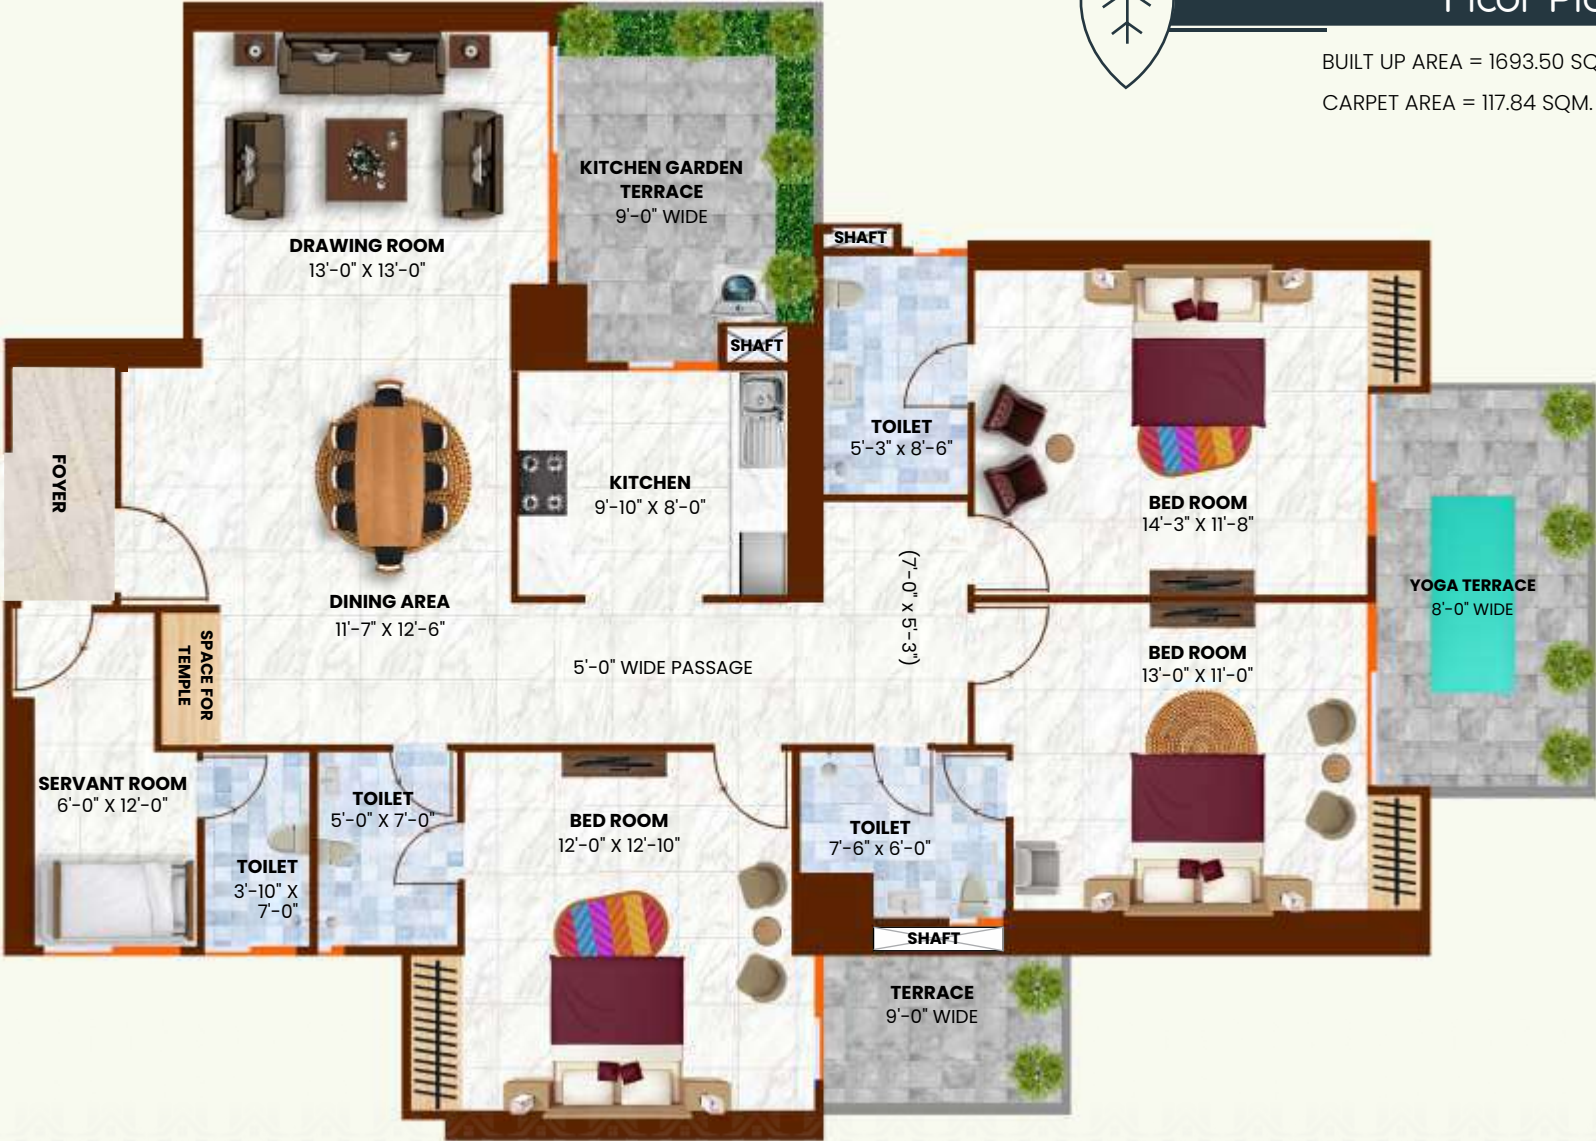 BUILT UP AREA = 1693.50
CARPET AREA = 117.84 SQM.
KITCHEN GARDEN
TERRACE
9'-0" WIDE
DRAWING ROOM
13'-0" X 13'-0"
SHAFT
SHAFT
FOYER
TOILET
5'-3" x 8'-6"
KITCHEN
9'-10" X 8'-0"
BED ROOM
14'-3" X 11'-8"
YOGA TERRACE
8'-0" WIDE
DINING AREA
11'-7" X 12'-6"
(7'-0" x 5'-3")
SPACE FOR
TEMPLE
5'-0" WIDE PASSAGE
BED ROOM
13'-0" X 11'-0"
SERVANT ROOM
6'-0" X 12'-0"
TOILET
5'-0" X 7'-0"
BED ROOM
12'-0" X 12'-10"
TOILET
7'-6" x 6'-0"
TOILET
3'-10" X
7'-0"
SHAFT
TERRACE
9'-0" WIDE